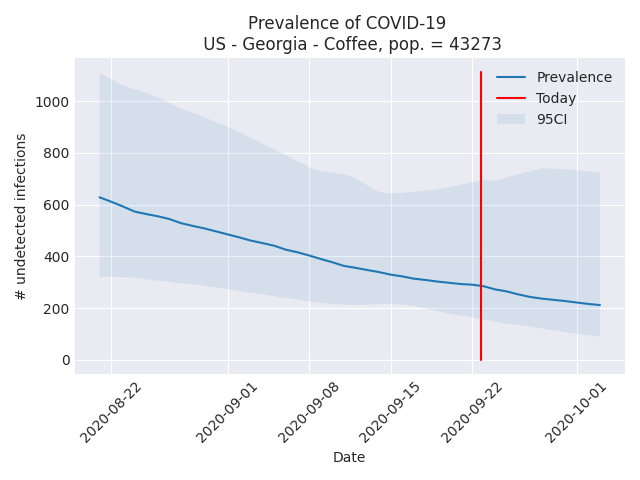 Prevalence of COVID-19
US - Georgia - Coffee, pop. = 43273
Prevalence
Today
95CI
# undetected infections
1000
800
600
400
200
0
2020-08-22
2020-09-01
2020-09-08
2020-09-15
2020-09-22
2020-10-01
Date